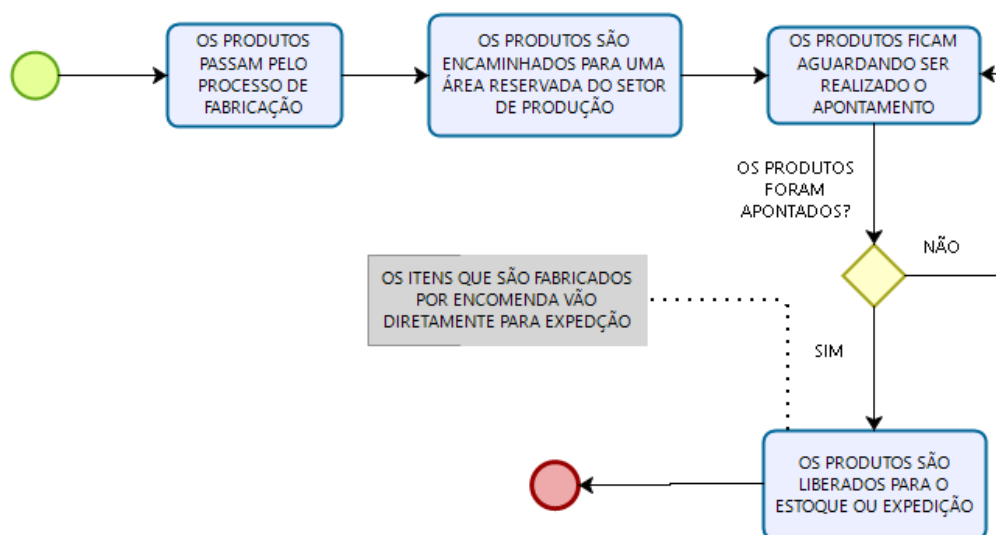 OS PRODUTOS
PASSAM PELO
PROCESSO DE
FABRICAÇÃO
OS PRODUTOS SÃO
ENCAMINHADOS PARA UMA
ÁREA RESERVADA DO SETOR
DE PRODUÇÃO
OS PRODUTOS FICAM
AGUARDANDO SER
REALIZADO O
APONTAMENTO
OS PRODUTOS
FORAM
APONTADOS?
NÃO
OS ITENS QUE SÃO FABRICADOS
POR ENCOMENDA VÃO
DIRETAMENTE PARA EXPEDÇÃO
SIM
OS PRODUTOS SÃO
LIBERADOS PARA O
ESTOQUE OU EXPEDIÇÃO